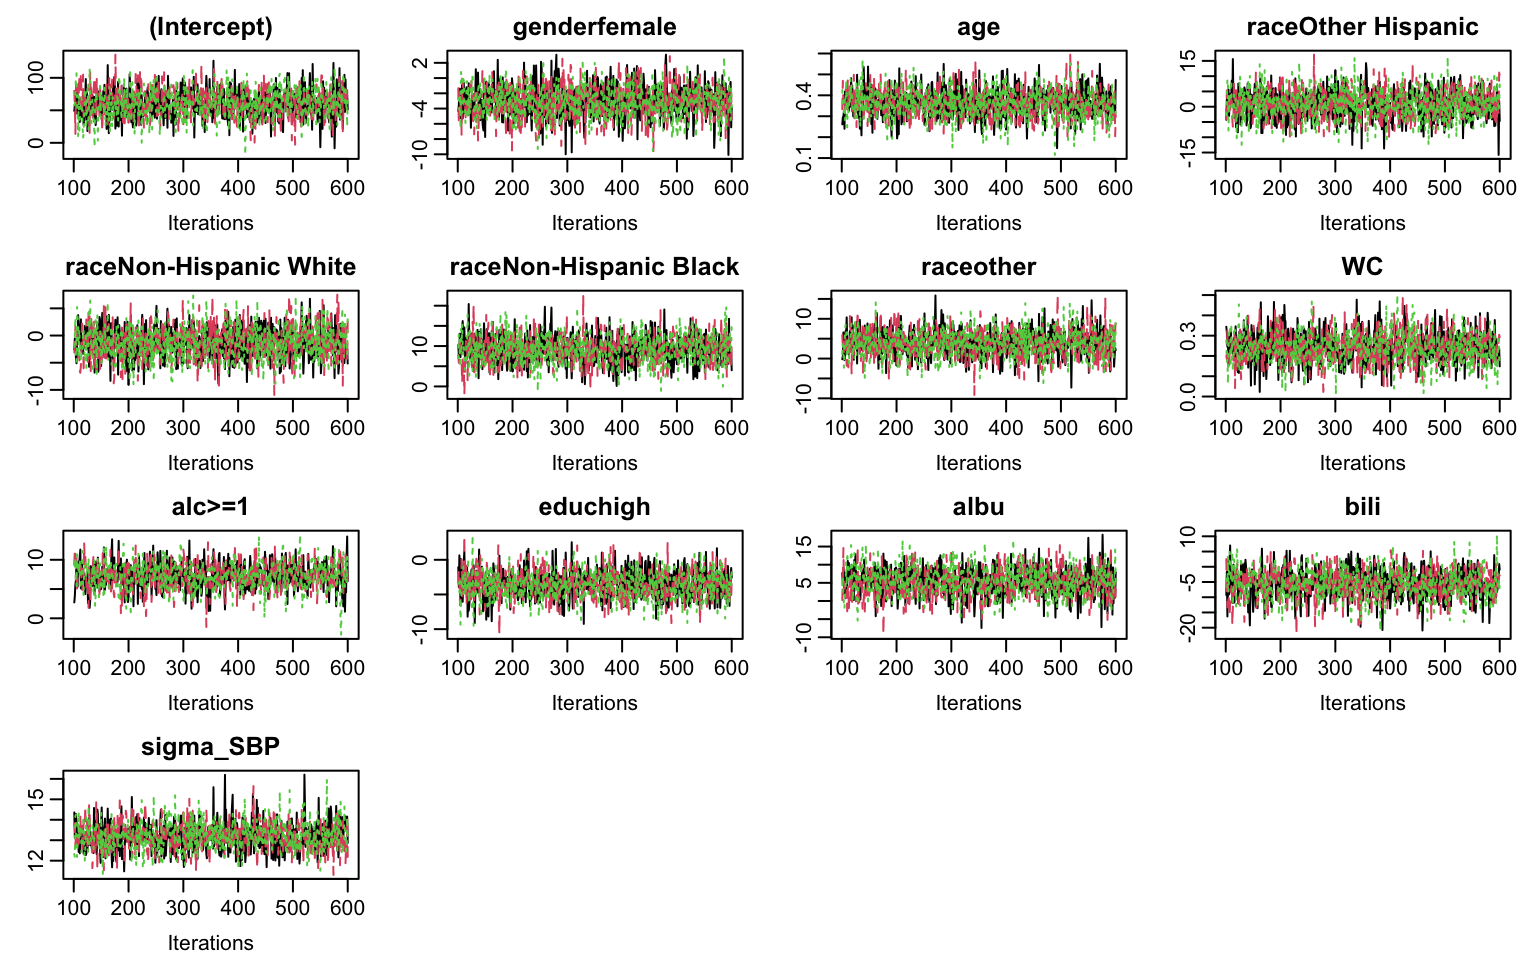 (Intercept) genderfemale age raceOther Hispanic
0 100
-10 -4 2
0.1 0.4
-15 0 15
100 200 300 400 500 600 100 200 300 400 500 600 100 200 300 400 500 600 100 200 300 400 500 600
Iterations Iterations Iterations Iterations
raceNon-Hispanic White raceNon-Hispanic Black raceother WC
-10 0
0 10
-10 0 10
0.0 0.3
100 200 300 400 500 600 100 200 300 400 500 600 100 200 300 400 500 600 100 200 300 400 500 600
Iterations Iterations Iterations Iterations
alc>=1 educhigh albu bili
0 10
-10 0
-10 5 15
-20 -5 10
100 200 300 400 500 600 100 200 300 400 500 600 100 200 300 400 500 600 100 200 300 400 500 600
Iterations Iterations Iterations Iterations
sigma_SBP
12 15
100 200 300 400 500 600
Iterations